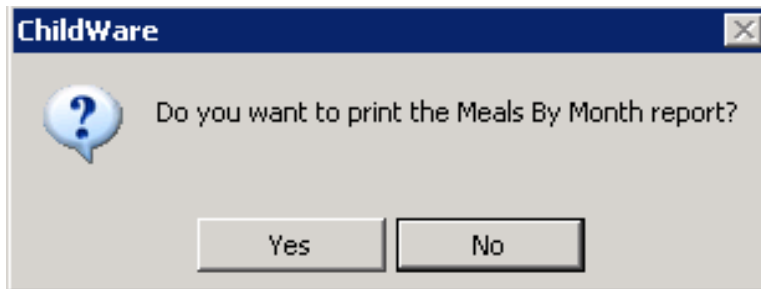 ChildWare
Do you want to print the Meals By Month report?
Yes
No